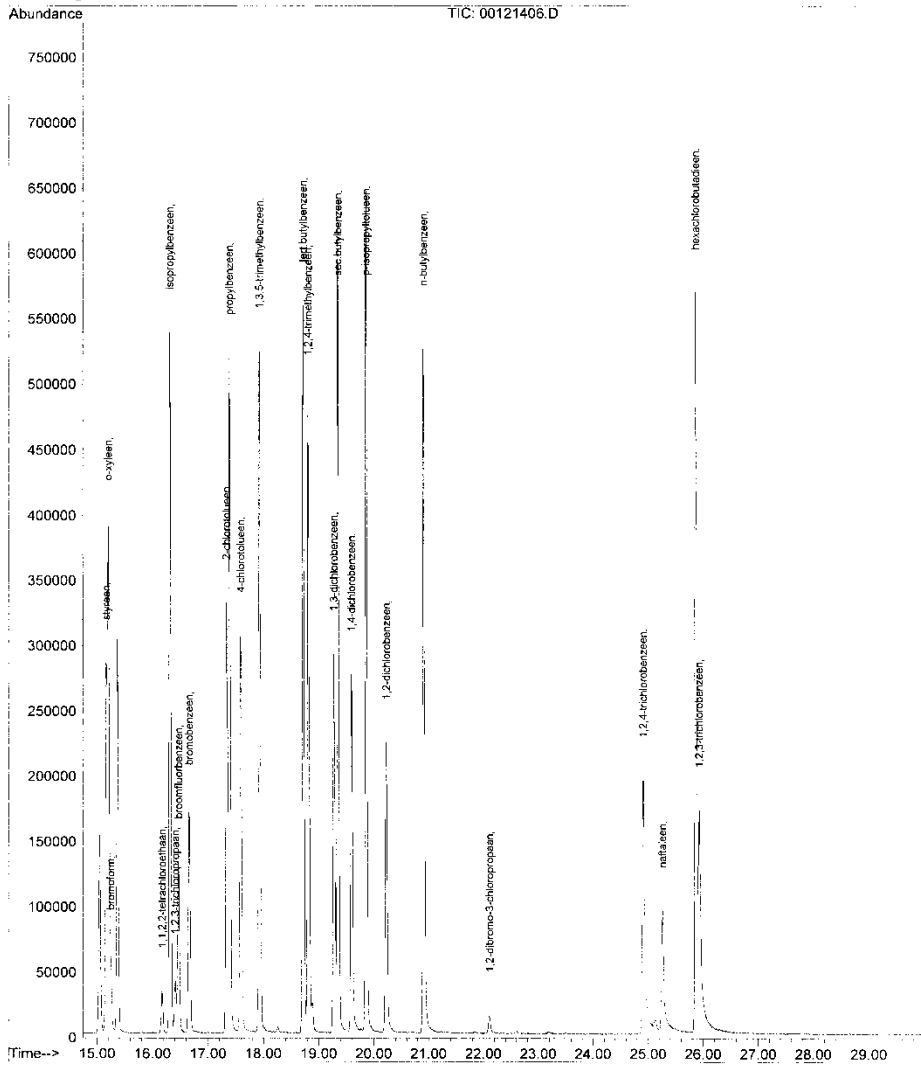 Abundance
TIC: 00121406.D
750000
700000
650000
600000
550000
500000
450000
400000
350000
300000
250000
200000
150000
100000
50000
0
o-xyleen,
styreen,
bromoform,
1,1,2,2-tetrachloroethaan,
isopropylbenzeen,
1,2,3-trichloropropaan,
broomfluorbenzeen,
bromobenzeen,
2-chlorotolueen
propylbenzeen,
4-chlorotolueen,
1,3,5-trimethylbenzeen,
tert.butylbenzeen,
1,2,4-trimethylbenzeen,
1,3-dichlorobenzeen,
sec.butylbenzeen,
1,4-dichlorobenzeen,
p-isopropyltolueen,
1,2-dichlorobenzeen,
n-butylbenzeen,
1,2-dibromo-3-chloropropaan,
1,2,4-trichlorobenzeen,
naftaleen,
hexachlorobutadieen,
1,2,3-trichlorobenzeen,
Time--> 15.00 16.00 17.00 18.00 19.00 20.00 21.00 22.00 23.00 24.00 25.00 26.00 27.00 28.00 29.00